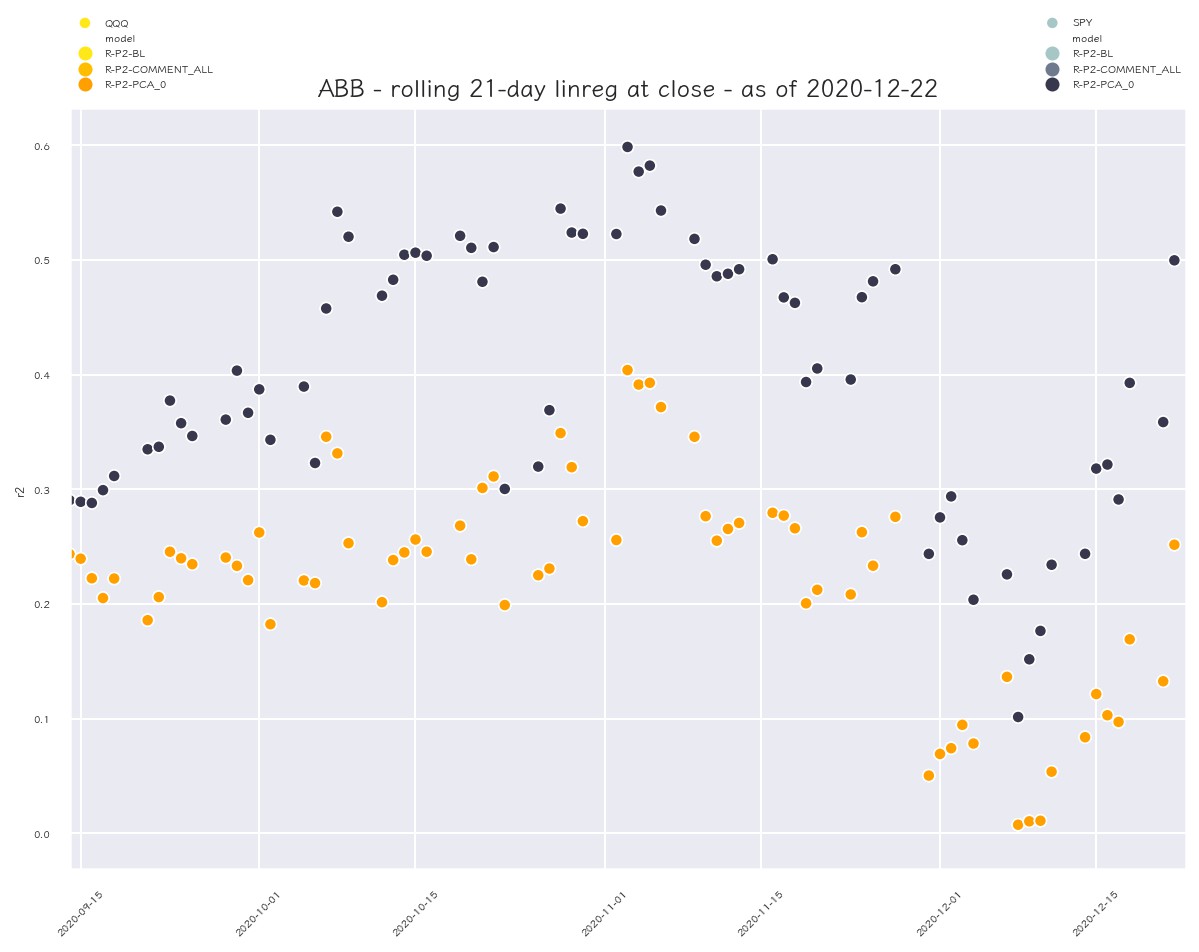 QQQ
model
R-P2-BL
R-P2-COMMENT_ALL
R-P2-PCA_0
SPY
model
R-P2-BL
R-P2-COMMENT_ALL
R-P2-PCA_0
ABB - rolling 21-day linreg at close - as of 2020-12-22
0.6
0.5
0.4
0.3
r2
0.2
0.1
0.0
2020-09-15
2020-10-01
2020-10-15
2020-11-01
2020-11-15
2020-12-01
2020-12-15